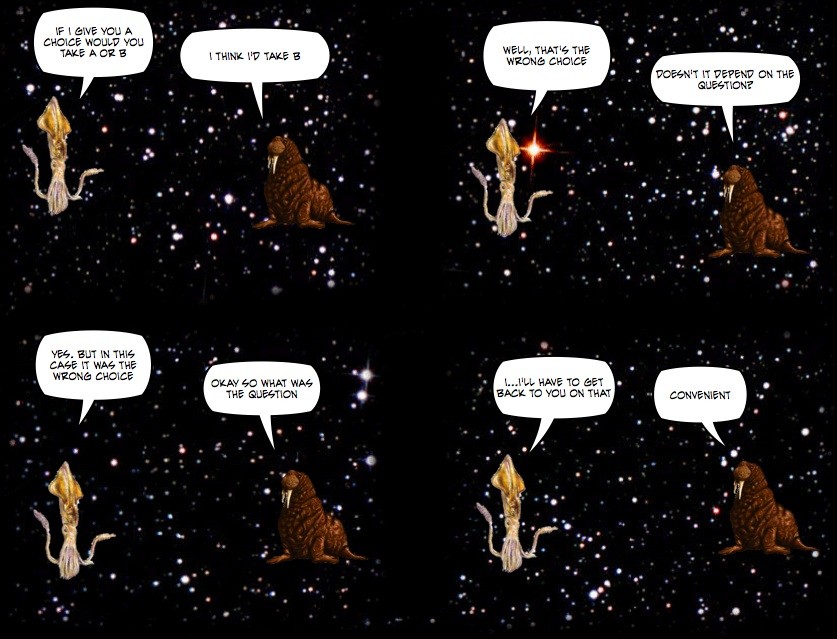 IF I GIVE YOU A
CHOICE WOULD YOU
TAKE A OR B
I THINK I'D TAKE B
WELL, THAT'S THE
WRONG CHOICE
DOESN'T IT DEPEND ON THE
QUESTION?
YES. BUT IN THIS
CASE IT WAS THE
WRONG CHOICE
OKAY SO WHAT WAS
THE QUESTION
I...I'LL HAVE TO GET
BACK TO YOU ON THAT
CONVENIENT